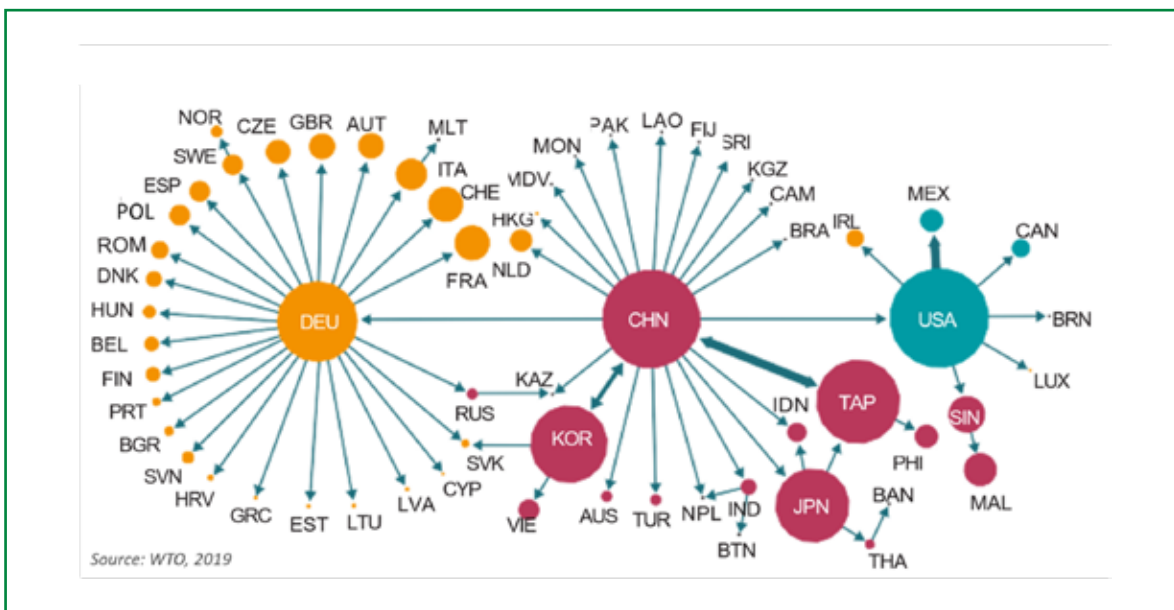 NOR
CZE
GBR
AUT
MLT
SWE
ITA
ESP
CHE
POL
ROM
FRA
DNK
HUN
DEU
BEL
FIN
PRT
BGR
SVN
HRV
GRC
EST
LTU
LVA
CYP
SVK
RUS
KAZ
PAK
LAO
FIJ
SRI
MON
KGZ
MDV
CAM
HKG
BRA
NLD
CHN
KOR
VIE
AUS
TUR
NPL
IND
BTN
IDN
TAP
PHI
JPN
BAN
THA
MEX
IRL
CAN
USA
BRN
LUX
SIN
MAL
Source: WTO, 2019